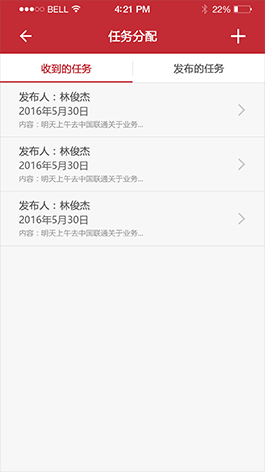 BELL 4:21 PM 22%
任务分配
收到的任务 发布的任务
发布人：林俊杰
2016年5月30日
内容：明天上午去中国联通关于业务...
发布人：林俊杰
2016年5月30日
内容：明天上午去中国联通关于业务...
发布人：林俊杰
2016年5月30日
内容：明天上午去中国联通关于业务...